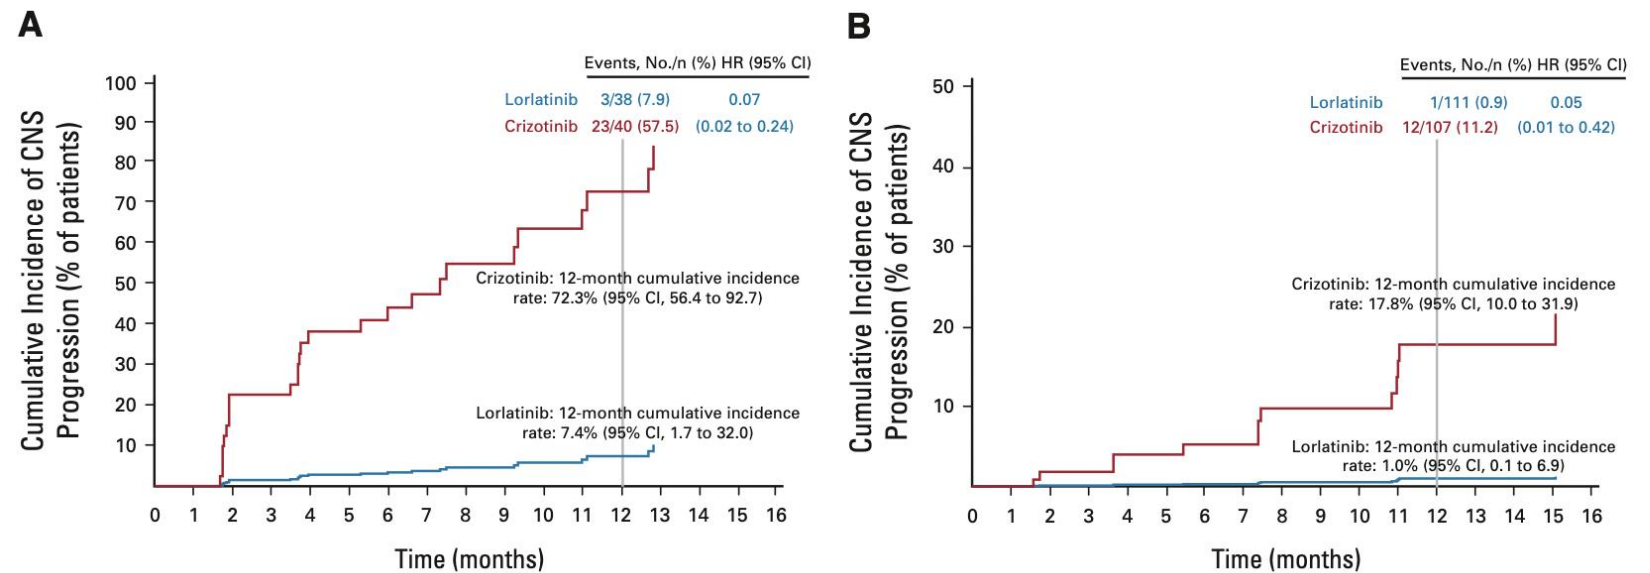 A
Events, No./n (%) HR (95% CI)
Lorlatinib 3/38 (7.9) 0.07
Crizotinib 23/40 (57.5) (0.02 to 0.24)
Cumulative Incidence of CNS
Progression (% of patients)
100
90
80
70
60
50
40
30
20
10
Crizotinib: 12-month cumulative incidence
rate: 72.3% (95% CI, 56.4 to 92.7)
Lorlatinib: 12-month cumulative incidence
rate: 7.4% (95% CI, 1.7 to 32.0)
0 1 2 3 4 5 6 7 8 9 10 11 12 13 14 15 16
Time (months)
B
Events, No./n (%) HR (95% CI)
Lorlatinib 1/111 (0.9) 0.05
Crizotinib 12/107 (11.2) (0.01 to 0.42)
Cumulative Incidence of CNS
Progression (% of patients)
50
40
30
20
10
Crizotinib: 12-month cumulative incidence
rate: 17.8% (95% CI, 10.0 to 31.9)
Lorlatinib: 12-month cumulative incidence
rate: 1.0% (95% CI, 0.1 to 6.9)
0 1 2 3 4 5 6 7 8 9 10 11 12 13 14 15 16
Time (months)